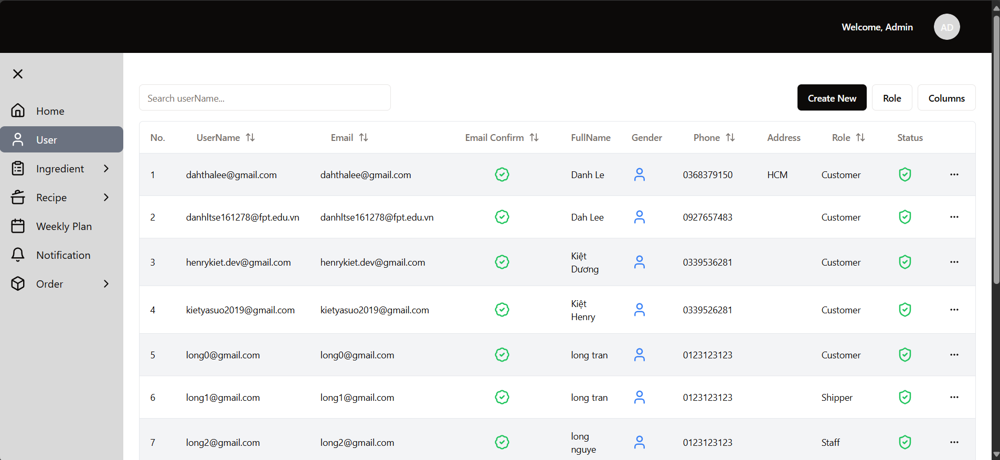 Welcome, Admin
AD
Home
User
Ingredient
Recipe
Weekly Plan
Notification
Order
Search userName...
Create New
Role
Columns
No. UserName Email Email Confirm FullName Gender Phone Address Role Status
1 dahthalee@gmail.com dahthalee@gmail.com Danh Le 0368379150 HCM Customer
2 danhltse161278@fpt.edu.vn danhltse161278@fpt.edu.vn Dah Lee 0927657483 Customer
3 henrykiet.dev@gmail.com henrykiet.dev@gmail.com Kiệt Dương 0339536281 Customer
4 kietyasuo2019@gmail.com kietyasuo2019@gmail.com Kiệt Henry 0339526281 Customer
5 long0@gmail.com long0@gmail.com long tran 0123123123 Customer
6 long1@gmail.com long1@gmail.com long tran 0123123123 Shipper
7 long2@gmail.com long2@gmail.com long nguye 0123123123 Staff